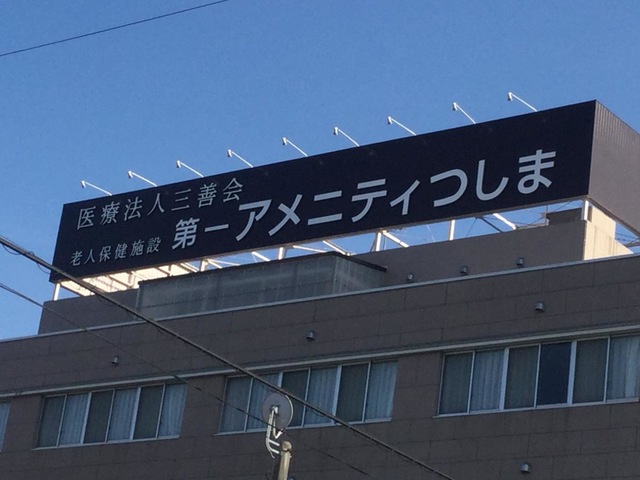 医療法人三善会
老人保健施設 第一アメニティつしま